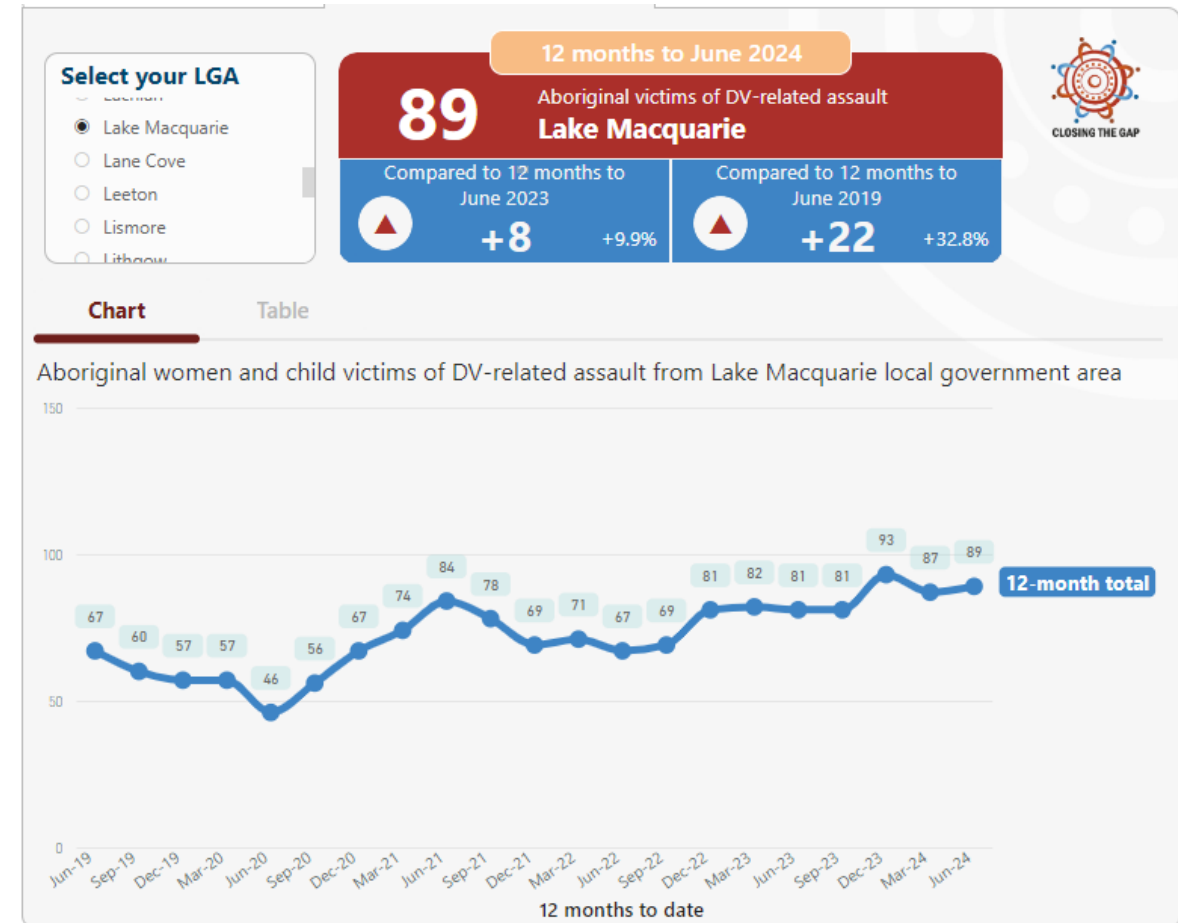 Select your LGA
Lachlan
Lake Macquarie
Lane Cove
Leeton
Lismore
Lithgow
12 months to June 2024
89
Aboriginal victims of DV-related assault
Lake Macquarie
Compared to 12 months to
June 2023
+8
+9.9%
Compared to 12 months to
June 2019
+22
+32.8%
CLOSING THE GAP
Chart
Table
Aboriginal women and child victims of DV-related assault from Lake Macquarie local government area
150
100
50
0
67
60
57
57
46
56
67
74
84
78
69
71
67
69
81
82
81
81
93
87
89
12-month total
Jun-19
Sep-19
Dec-19
Mar-20
Jun-20
Sep-20
Dec-20
Mar-21
Jun-21
Sep-21
Dec-21
Mar-22
Jun-22
Sep-22
Dec-22
Mar-23
Jun-23
Sep-23
Dec-23
Mar-24
Jun-24
12 months to date